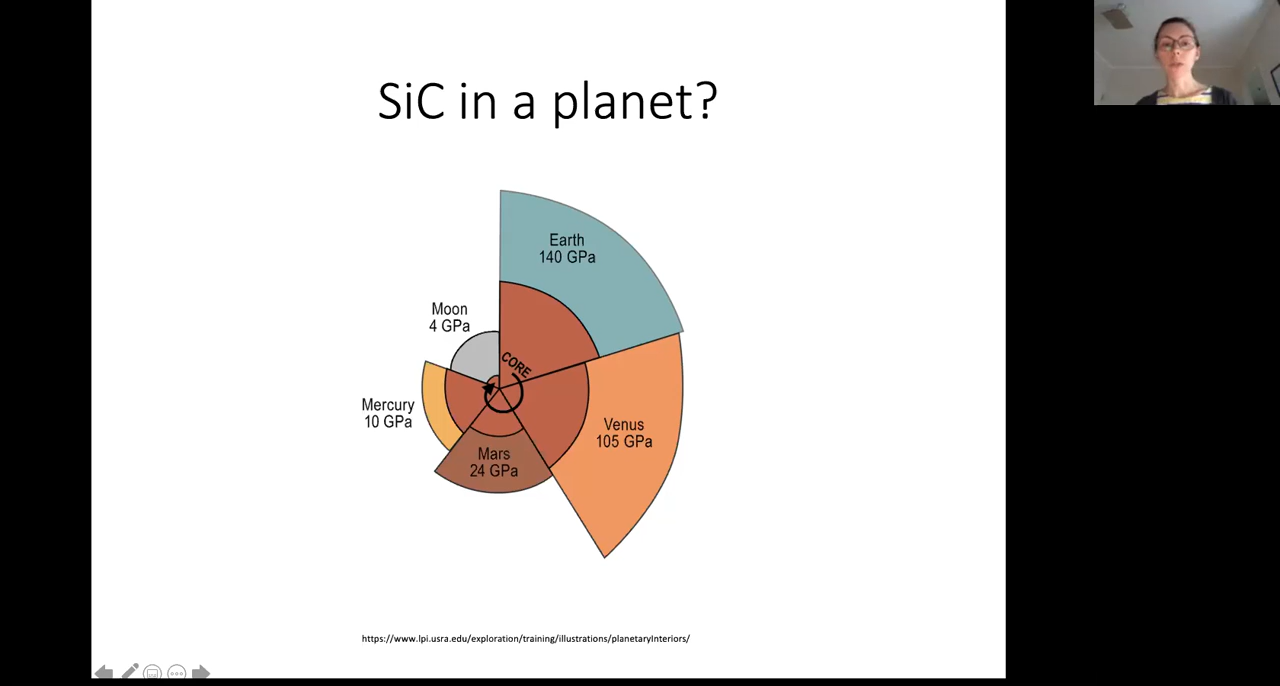 SiC in a planet?
Earth
140 GPa
Moon
4 GPa
CORE
Mercury
10 GPa
Venus
105 GPa
Mars
24 GPa
https://www.lpi.usra.edu/exploration/training/illustrations/planetaryInteriors/